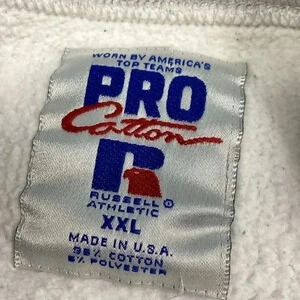 WORN BY AMERICA'S
TOP TEAMS
PRO
Cotton
R
RUSSELL ®
ATHLETIC
XXL
MADE IN U.S.A.
95% COTTON
5% POLYESTER